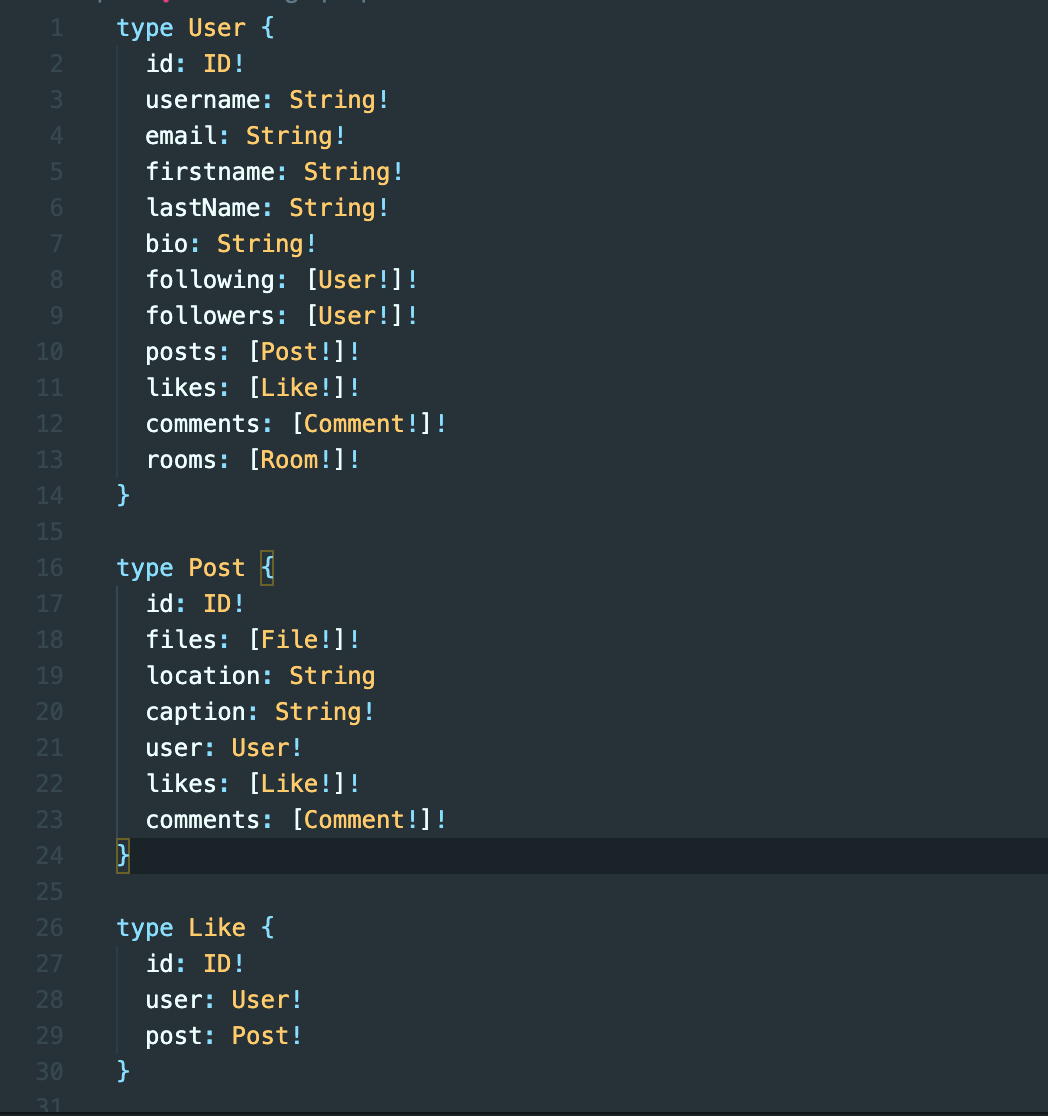 1 type User {
2 id: ID!
3 username: String!
4 email: String!
5 firstname: String!
6 lastName: String!
7 bio: String!
8 following: [User!]!
9 followers: [User!]!
10 posts: [Post!]!
11 likes: [Like!]!
12 comments: [Comment!]!
13 rooms: [Room!]!
14 }
15
16 type Post {
17 id: ID!
18 files: [File!]!
19 location: String
20 caption: String!
21 user: User!
22 likes: [Like!]!
23 comments: [Comment!]!
24 }
25
26 type Like {
27 id: ID!
28 user: User!
29 post: Post!
30 }
31